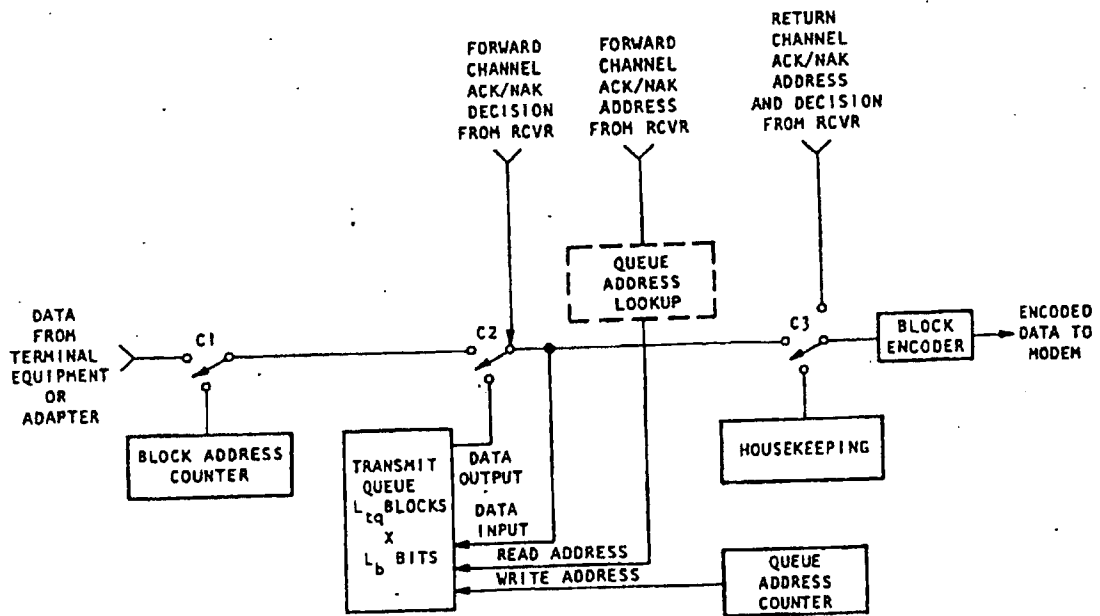 FORWARD
CHANNEL
ACK/NAK
DECISION
FROM RCVR
FORWARD
CHANNEL
ACK/NAK
ADDRESS
FROM RCVR
RETURN
CHANNEL
ACK/NAK
ADDRESS
AND DECISION
FROM RCVR
QUEUE
ADDRESS
LOOKUP
DATA
FROM
TERMINAL
EQUIPMENT
OR
ADAPTER
C1
C2
C3
BLOCK
ENCODER
ENCODED
DATA TO
MODEM
BLOCK ADDRESS
COUNTER
TRANSMIT
QUEUE
L_tq BLOCKS
X
L_b BITS
DATA
OUTPUT
DATA
INPUT
READ ADDRESS
WRITE ADDRESS
HOUSEKEEPING
QUEUE
ADDRESS
COUNTER